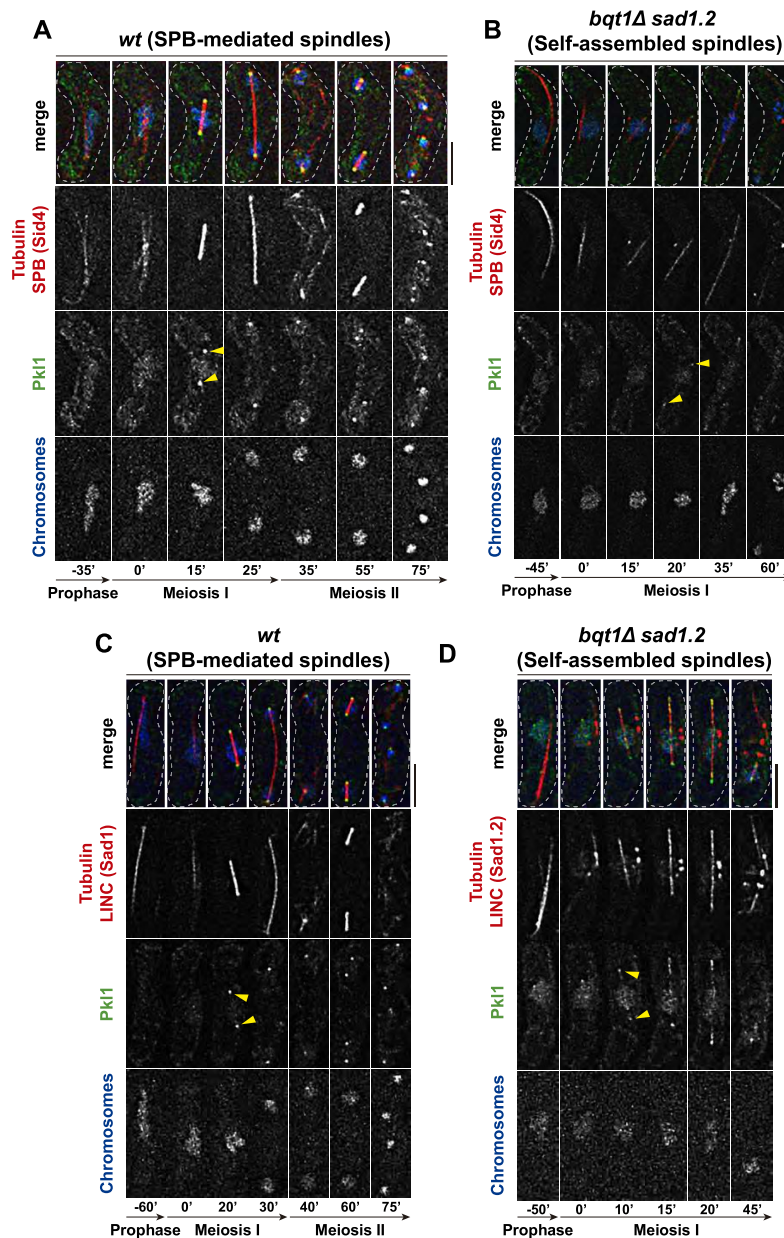 A
wt (SPB-mediated spindles)
merge
Tubulin
SPB (Sid4)
Pkl1
Chromosomes
-35’ 0’ 15’ 25’ 35’ 55’ 75’
Prophase Meiosis I Meiosis II
B
bqt1Δ sad1.2
(Self-assembled spindles)
merge
Tubulin
SPB (Sid4)
Pkl1
Chromosomes
-45’ 0’ 15’ 20’ 35’ 60’
Prophase Meiosis I
C
wt
(SPB-mediated spindles)
merge
Tubulin
LINC (Sad1)
Pkl1
Chromosomes
-60’ 0’ 20’ 30’ 40’ 60’ 75’
Prophase Meiosis I Meiosis II
D
bqt1Δ sad1.2
(Self-assembled spindles)
merge
Tubulin
LINC (Sad1.2)
Pkl1
Chromosomes
-50’ 0’ 10’ 15’ 20’ 45’
Prophase Meiosis I